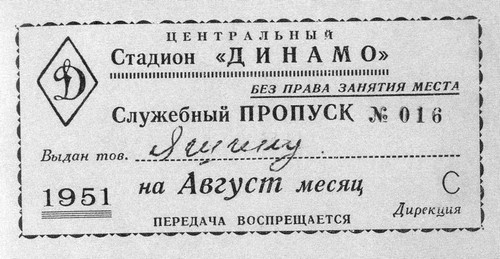 ЦЕНТРАЛЬНЫЙ
Стадион «ДИНАМО»
Д
БЕЗ ПРАВА ЗАНЯТИЯ МЕСТА
Служебный ПРОПУСК № 016
Выдан тов. Яшину
1951 на Август месяц С
Дирекция
ПЕРЕДАЧА ВОСПРЕЩАЕТСЯ